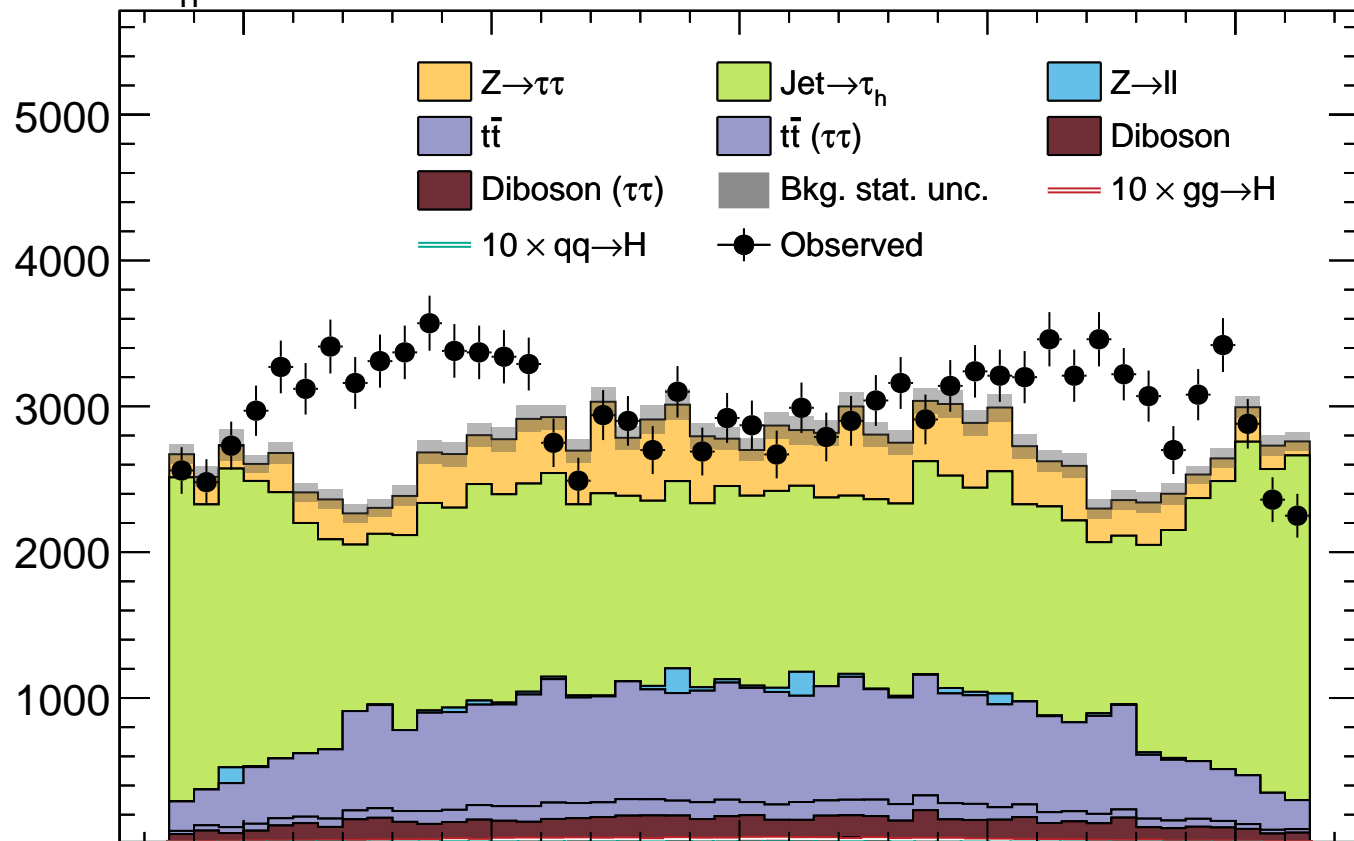 5000
Z→ττ Jet→τh Z→ll
tt̄ tt̄ (ττ) Diboson
Diboson (ττ) Bkg. stat. unc. 10 × gg→H
4000
10 × qq→H Observed
3000
2000
1000